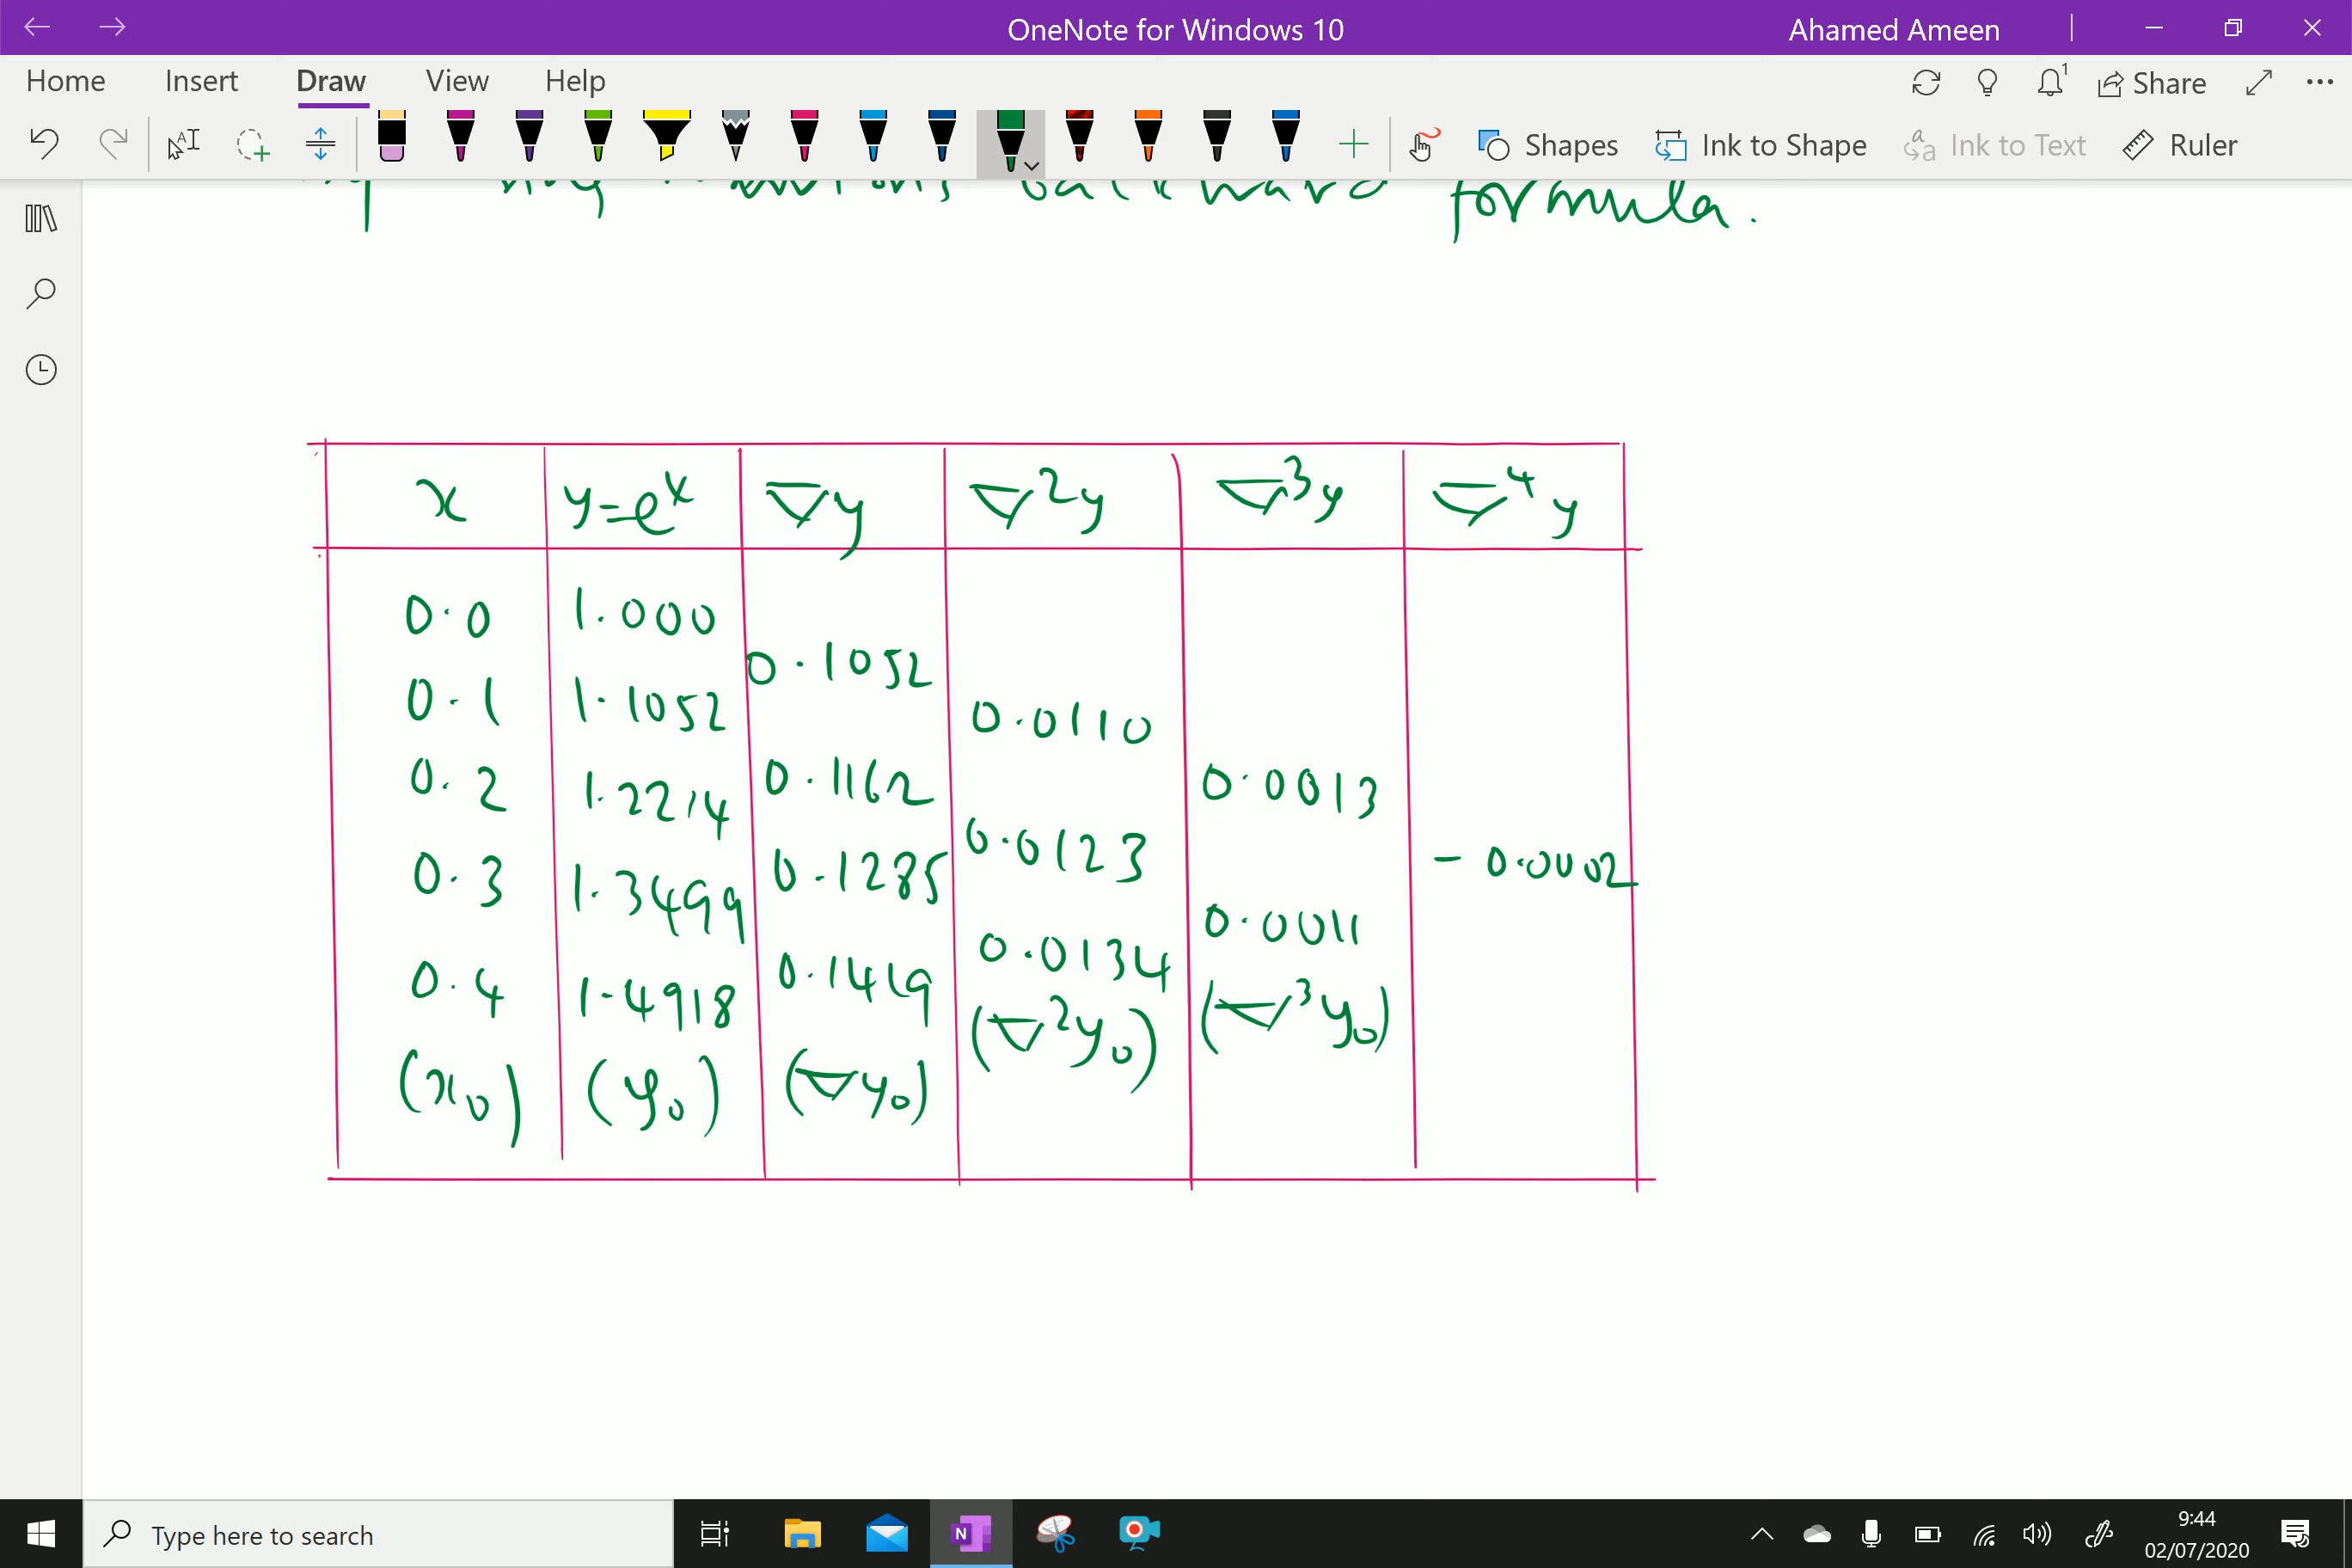 OneNote for Windows 10 Ahamed Ameen
Home Insert Draw View Help 1 Share
Shapes Ink to Shape Ink to Text Ruler
backward formula.
x y=eˣ ∇y ∇²y ∇³y ∇⁴y
0.0 1.000
0.1052
0.1 1.1052 0.0110
0.2 1.2214 0.1162 0.0013
0.3 1.3499 0.1285 0.0123 - 0.0002
0.4 1.4918 0.1419 0.0134 0.0011
(x₀) (y₀) (∇y₀) (∇²y₀) (∇³y₀)
Type here to search
9:44
02/07/2020